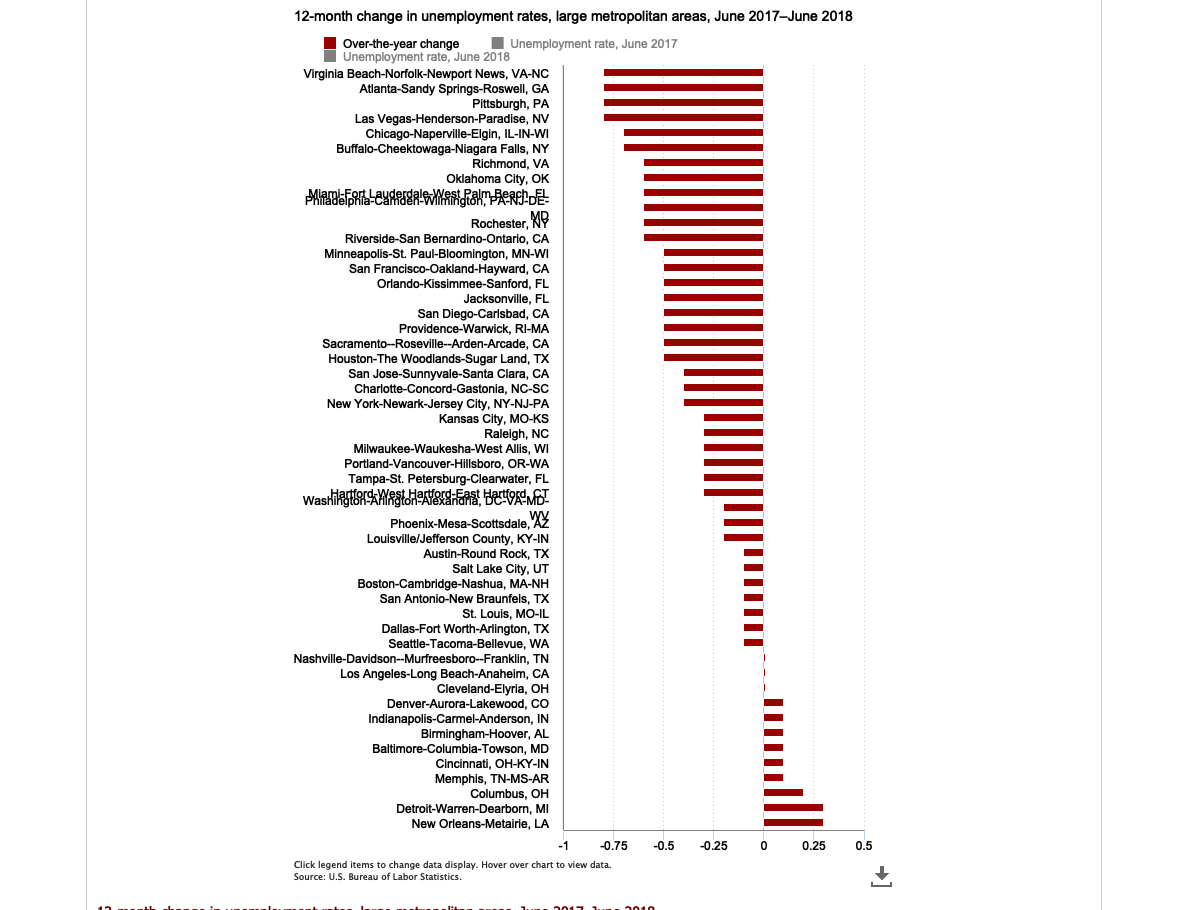 12-month change in unemployment rates, large metropolitan areas, June 2017–June 2018
Over-the-year change
Unemployment rate, June 2017
Unemployment rate, June 2018
Virginia Beach-Norfolk-Newport News, VA-NC
Atlanta-Sandy Springs-Roswell, GA
Pittsburgh, PA
Las Vegas-Henderson-Paradise, NV
Chicago-Naperville-Elgin, IL-IN-WI
Buffalo-Cheektowaga-Niagara Falls, NY
Richmond, VA
Oklahoma City, OK
Miami-Fort Lauderdale-West Palm Beach, FL
Philadelphia-Camden-Wilmington, PA-NJ-DE-
MD
Rochester, NY
Riverside-San Bernardino-Ontario, CA
Minneapolis-St. Paul-Bloomington, MN-WI
San Francisco-Oakland-Hayward, CA
Orlando-Kissimmee-Sanford, FL
Jacksonville, FL
San Diego-Carlsbad, CA
Providence-Warwick, RI-MA
Sacramento--Roseville--Arden-Arcade, CA
Houston-The Woodlands-Sugar Land, TX
San Jose-Sunnyvale-Santa Clara, CA
Charlotte-Concord-Gastonia, NC-SC
New York-Newark-Jersey City, NY-NJ-PA
Kansas City, MO-KS
Raleigh, NC
Milwaukee-Waukesha-West Allis, WI
Portland-Vancouver-Hillsboro, OR-WA
Tampa-St. Petersburg-Clearwater, FL
Hartford-West Hartford-East Hartford, CT
Washington-Arlington-Alexandria, DC-VA-MD-
WV
Phoenix-Mesa-Scottsdale, AZ
Louisville/Jefferson County, KY-IN
Austin-Round Rock, TX
Salt Lake City, UT
Boston-Cambridge-Nashua, MA-NH
San Antonio-New Braunfels, TX
St. Louis, MO-IL
Dallas-Fort Worth-Arlington, TX
Seattle-Tacoma-Bellevue, WA
Nashville-Davidson--Murfreesboro--Franklin, TN
Los Angeles-Long Beach-Anaheim, CA
Cleveland-Elyria, OH
Denver-Aurora-Lakewood, CO
Indianapolis-Carmel-Anderson, IN
Birmingham-Hoover, AL
Baltimore-Columbia-Towson, MD
Cincinnati, OH-KY-IN
Memphis, TN-MS-AR
Columbus, OH
Detroit-Warren-Dearborn, MI
New Orleans-Metairie, LA
-1 -0.75 -0.5 -0.25 0 0.25 0.5
Click legend items to change data display. Hover over chart to view data.
Source: U.S. Bureau of Labor Statistics.
12-month change in unemployment rates, large metropolitan areas, June 2017-June 2018